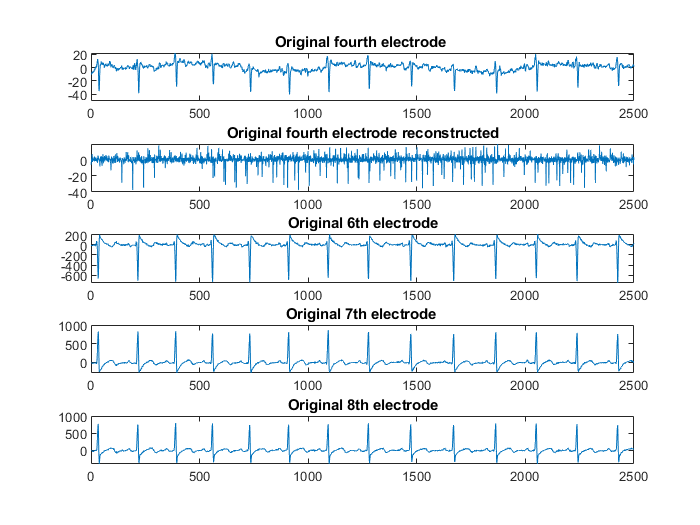 Original fourth electrode
20
0
-20
-40
0 500 1000 1500 2000 2500
Original fourth electrode reconstructed
0
-20
-40
0 500 1000 1500 2000 2500
Original 6th electrode
200
0
-200
-400
-600
0 500 1000 1500 2000 2500
Original 7th electrode
1000
500
0
0 500 1000 1500 2000 2500
Original 8th electrode
1000
500
0
0 500 1000 1500 2000 2500